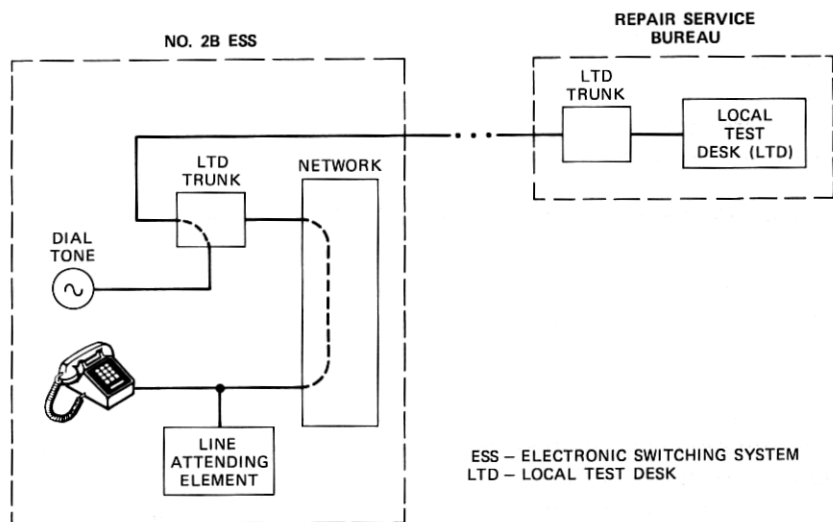 NO. 2B ESS
REPAIR SERVICE
BUREAU
LTD
TRUNK
LOCAL
TEST
DESK (LTD)
LTD
TRUNK
NETWORK
DIAL
TONE
LINE
ATTENDING
ELEMENT
ESS – ELECTRONIC SWITCHING SYSTEM
LTD – LOCAL TEST DESK